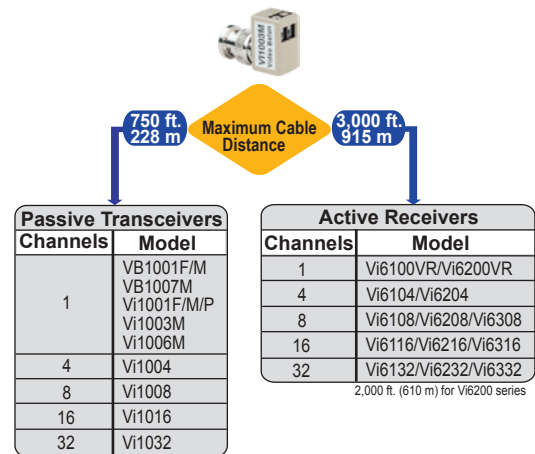 VI1003M
Video Balun
750 ft.
228 m
Maximum Cable
Distance
3,000 ft.
915 m
Passive Transceivers
Channels Model
1
VB1001F/M
VB1007M
Vi1001F/M/P
Vi1003M
Vi1006M
4 Vi1004
8 Vi1008
16 Vi1016
32 Vi1032
Active Receivers
Channels Model
1 Vi6100VR/Vi6200VR
4 Vi6104/Vi6204
8 Vi6108/Vi6208/Vi6308
16 Vi6116/Vi6216/Vi6316
32 Vi6132/Vi6232/Vi6332
2,000 ft. (610 m) for Vi6200 series